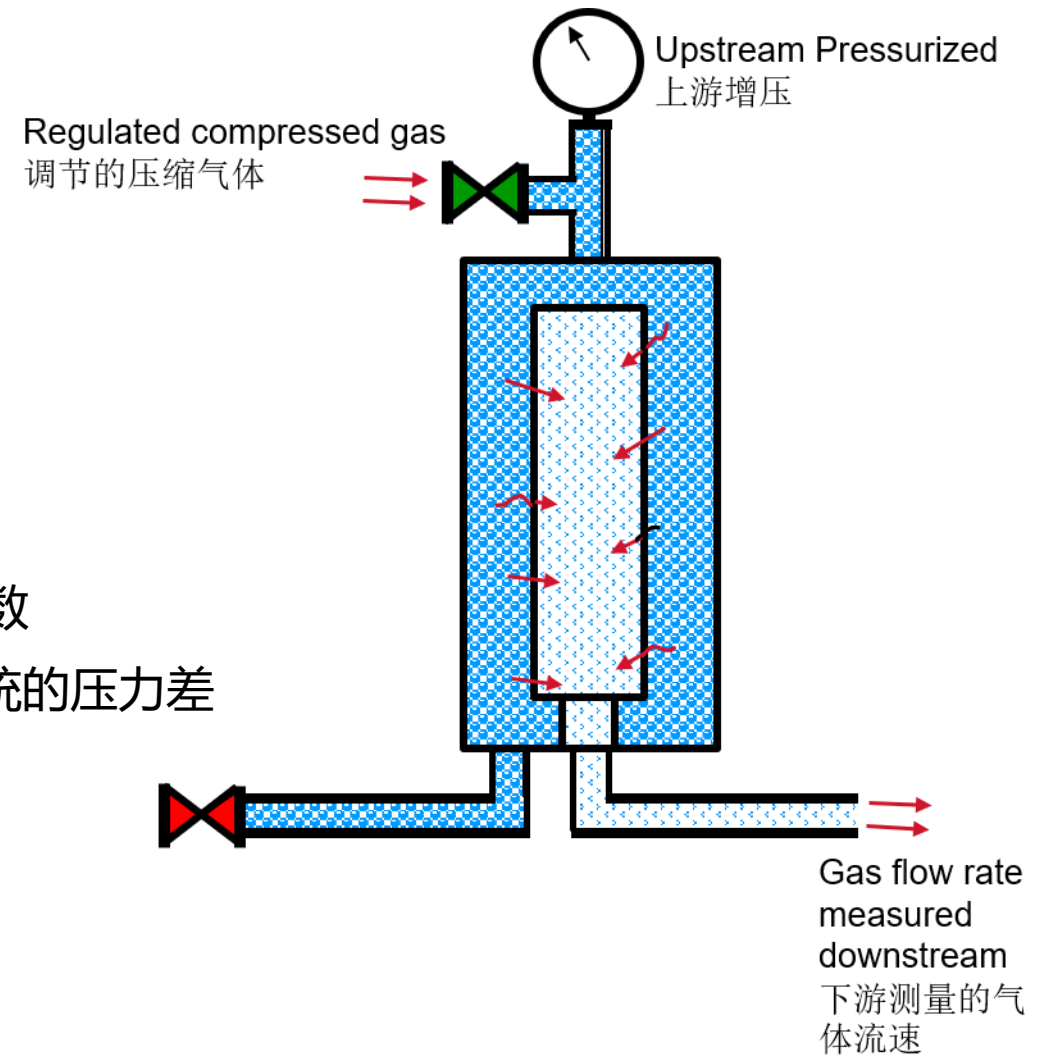 Upstream Pressurized
上游增压
Regulated compressed gas
调节的压缩气体
数
的压力差
Gas flow rate
measured
downstream
下游测量的气
体流速